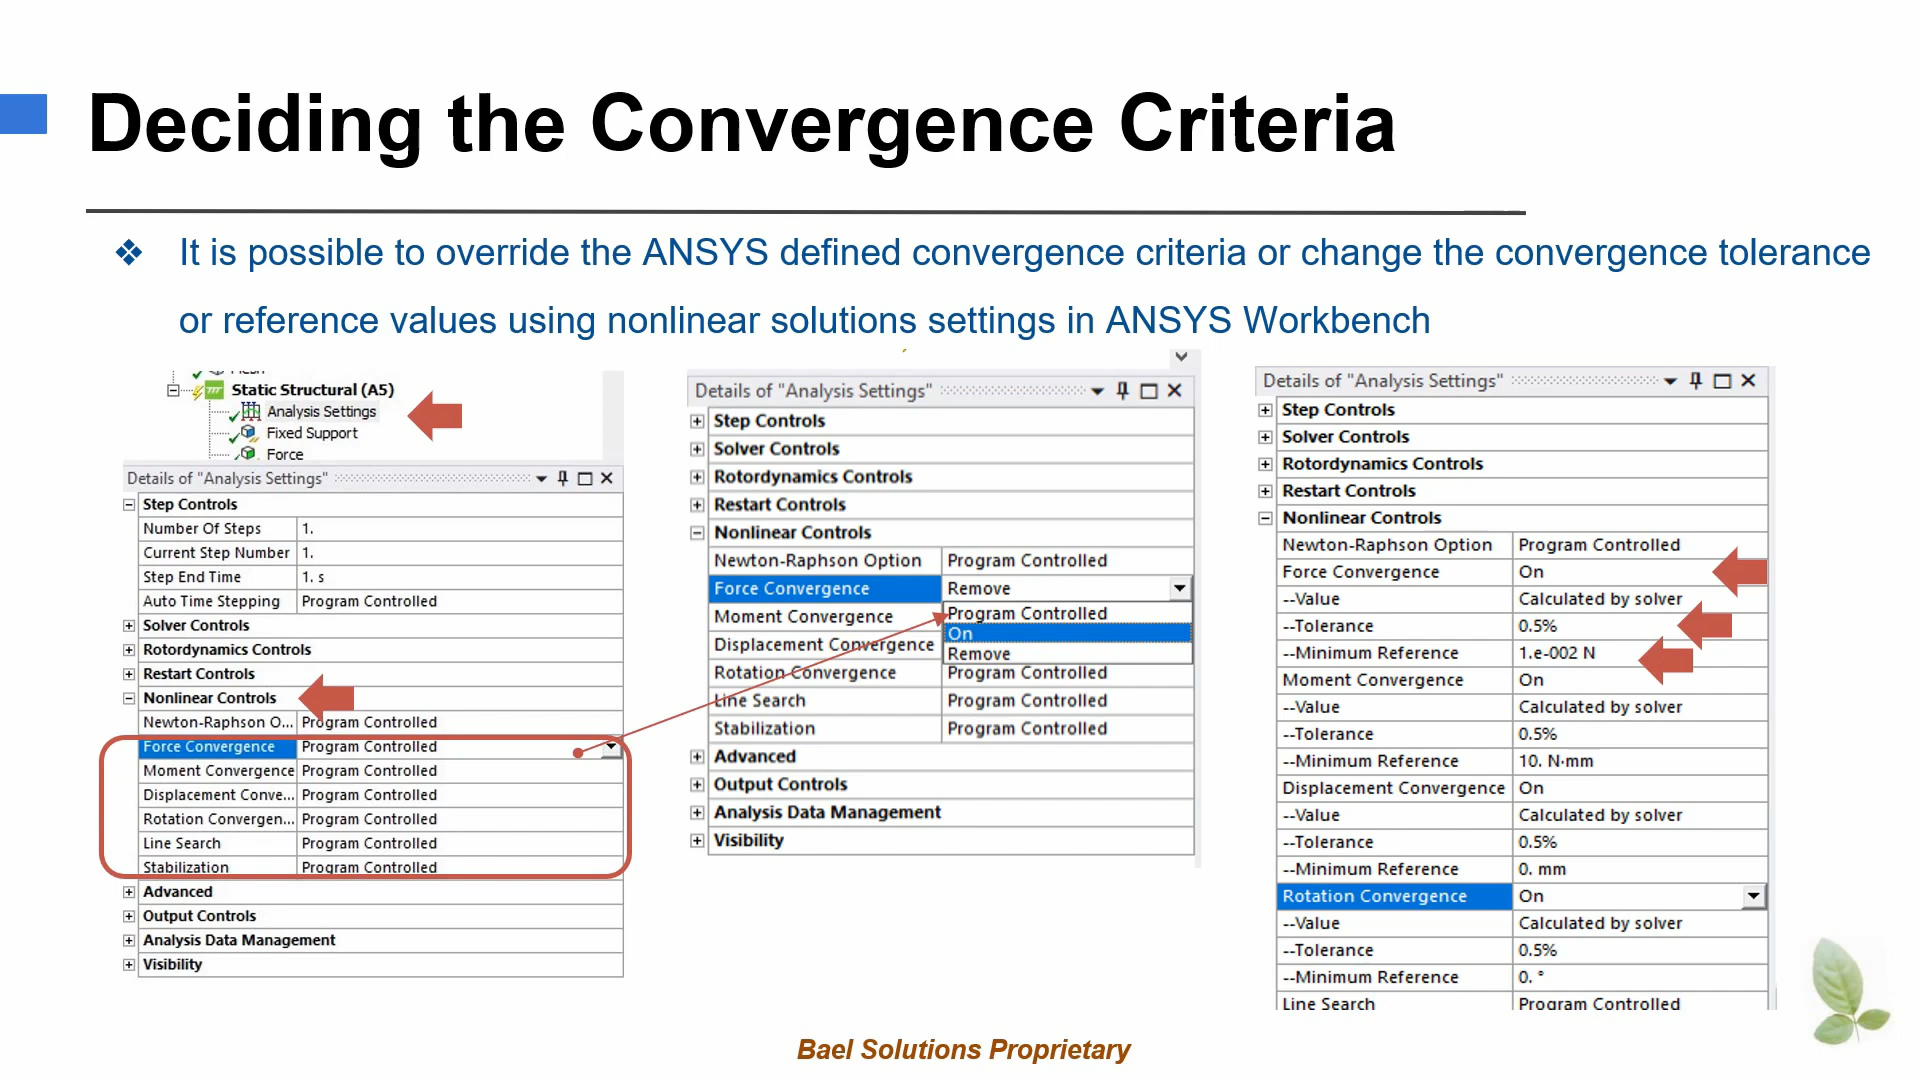 Deciding the Convergence Criteria
❖ It is possible to override the ANSYS defined convergence criteria or change the convergence tolerance
or reference values using nonlinear solutions settings in ANSYS Workbench
Static Structural (A5)
Analysis Settings
Fixed Support
Force
Details of "Analysis Settings"
Step Controls
Number Of Steps 1.
Current Step Number 1.
Step End Time 1. s
Auto Time Stepping Program Controlled
Solver Controls
Rotordynamics Controls
Restart Controls
Nonlinear Controls
Newton-Raphson O... Program Controlled
Force Convergence Program Controlled
Moment Convergence Program Controlled
Displacement Conve... Program Controlled
Rotation Convergen... Program Controlled
Line Search Program Controlled
Stabilization Program Controlled
Advanced
Output Controls
Analysis Data Management
Visibility
Details of "Analysis Settings"
Step Controls
Solver Controls
Rotordynamics Controls
Restart Controls
Nonlinear Controls
Newton-Raphson Option Program Controlled
Force Convergence Remove
Moment Convergence Program Controlled
On
Displacement Convergence Remove
Rotation Convergence Program Controlled
Line Search Program Controlled
Stabilization Program Controlled
Advanced
Output Controls
Analysis Data Management
Visibility
Details of "Analysis Settings"
Step Controls
Solver Controls
Rotordynamics Controls
Restart Controls
Nonlinear Controls
Newton-Raphson Option Program Controlled
Force Convergence On
--Value Calculated by solver
--Tolerance 0.5%
--Minimum Reference 1.e-002 N
Moment Convergence On
--Value Calculated by solver
--Tolerance 0.5%
--Minimum Reference 10. N·mm
Displacement Convergence On
--Value Calculated by solver
--Tolerance 0.5%
--Minimum Reference 0. mm
Rotation Convergence On
--Value Calculated by solver
--Tolerance 0.5%
--Minimum Reference 0. °
Line Search Program Controlled
Bael Solutions Proprietary